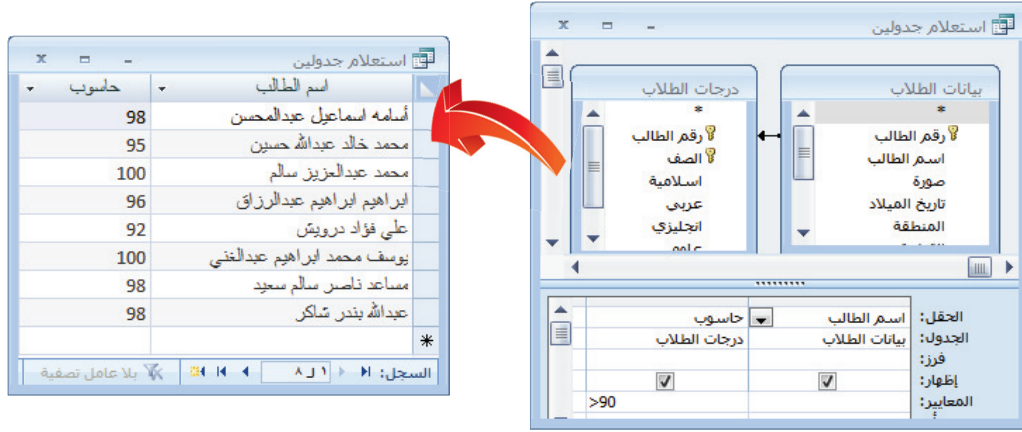 استعلام جدولين
بيانات الطلاب
*
رقم الطالب
اسم الطالب
صورة
تاريخ الميلاد
المنطقة
درجات الطلاب
*
رقم الطالب
الصف
اسلامية
عربي
انجليزي
علوم
الحقل: اسم الطالب حاسوب
الجدول: بيانات الطلاب درجات الطلاب
فرز:
إظهار:
المعايير: >90
استعلام جدولين
اسم الطالب حاسوب
أسامه اسماعيل عبدالمحسن 98
محمد خالد عبدالله حسين 95
محمد عبدالعزيز سالم 100
ابراهيم ابراهيم عبدالرزاق 96
علي فؤاد درويش 92
يوسف محمد ابراهيم عبدالغني 100
مساعد ناصر سالم سعيد 98
عبدالله بندر شاكر 98
*
السجل: ١ لـ ٨ بلا عامل تصفية